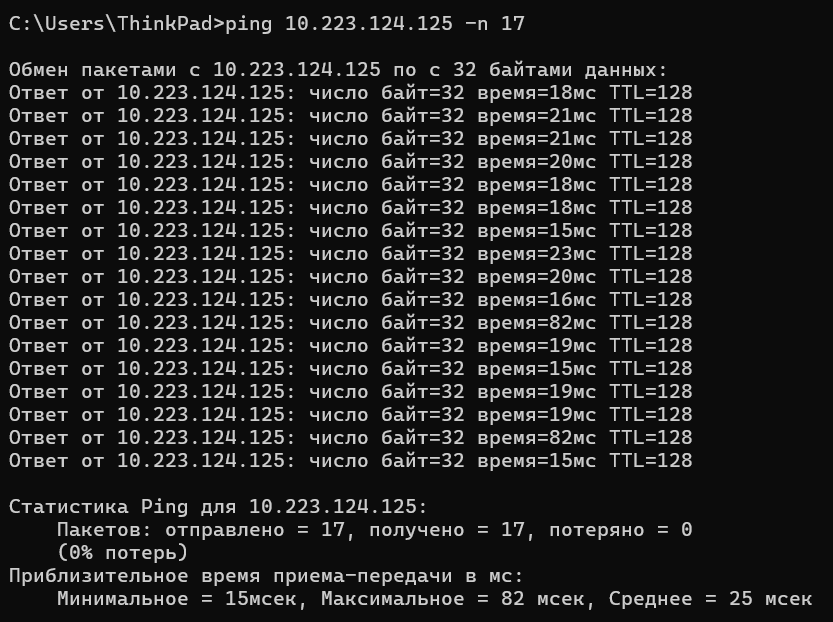 C:\Users\ThinkPad>ping 10.223.124.125 -n 17
Обмен пакетами с 10.223.124.125 по с 32 байтами данных:
Ответ от 10.223.124.125: число байт=32 время=18мс TTL=128
Ответ от 10.223.124.125: число байт=32 время=21мс TTL=128
Ответ от 10.223.124.125: число байт=32 время=21мс TTL=128
Ответ от 10.223.124.125: число байт=32 время=20мс TTL=128
Ответ от 10.223.124.125: число байт=32 время=18мс TTL=128
Ответ от 10.223.124.125: число байт=32 время=18мс TTL=128
Ответ от 10.223.124.125: число байт=32 время=15мс TTL=128
Ответ от 10.223.124.125: число байт=32 время=23мс TTL=128
Ответ от 10.223.124.125: число байт=32 время=20мс TTL=128
Ответ от 10.223.124.125: число байт=32 время=16мс TTL=128
Ответ от 10.223.124.125: число байт=32 время=82мс TTL=128
Ответ от 10.223.124.125: число байт=32 время=19мс TTL=128
Ответ от 10.223.124.125: число байт=32 время=15мс TTL=128
Ответ от 10.223.124.125: число байт=32 время=19мс TTL=128
Ответ от 10.223.124.125: число байт=32 время=19мс TTL=128
Ответ от 10.223.124.125: число байт=32 время=82мс TTL=128
Ответ от 10.223.124.125: число байт=32 время=15мс TTL=128
Статистика Ping для 10.223.124.125:
Пакетов: отправлено = 17, получено = 17, потеряно = 0
(0% потерь)
Приблизительное время приема-передачи в мс:
Минимальное = 15мсек, Максимальное = 82 мсек, Среднее = 25 мсек